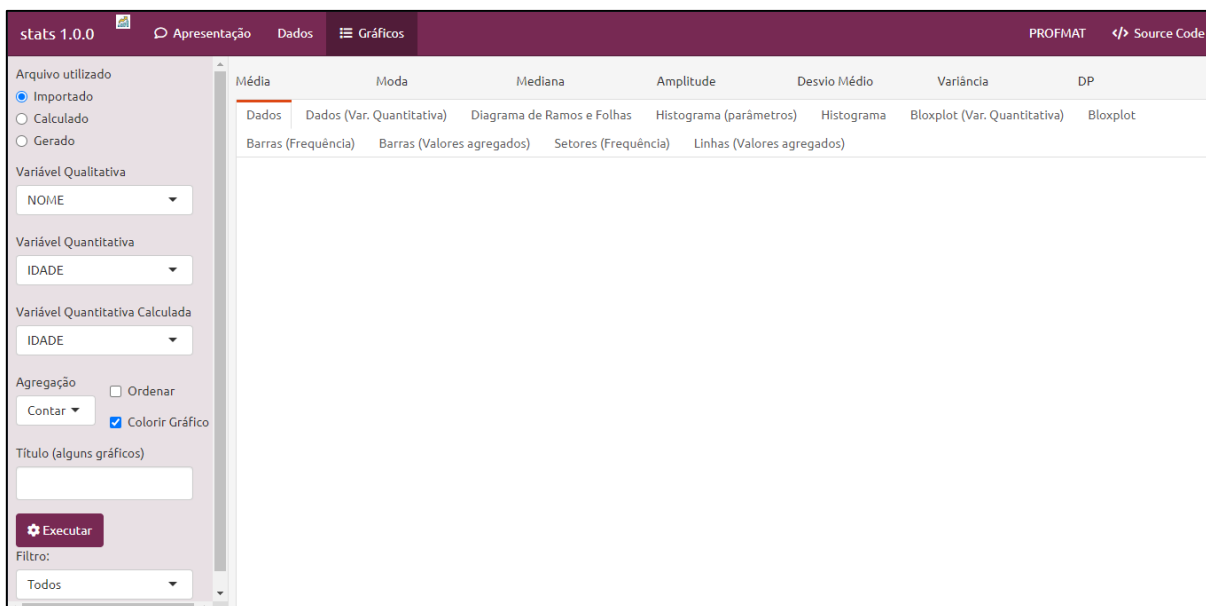 stats 1.0.0 Apresentação Dados Gráficos PROFMAT </> Source Code
Arquivo utilizado
Importado
Calculado
Gerado
Variável Qualitativa
NOME
Variável Quantitativa
IDADE
Variável Quantitativa Calculada
IDADE
Agregação
Ordenar
Contar
Colorir Gráfico
Título (alguns gráficos)
Executar
Filtro:
Todos
Média Moda Mediana Amplitude Desvio Médio Variância DP
Dados Dados (Var. Quantitativa) Diagrama de Ramos e Folhas Histograma (parâmetros) Histograma Bloxplot (Var. Quantitativa) Bloxplot
Barras (Frequência) Barras (Valores agregados) Setores (Frequência) Linhas (Valores agregados)